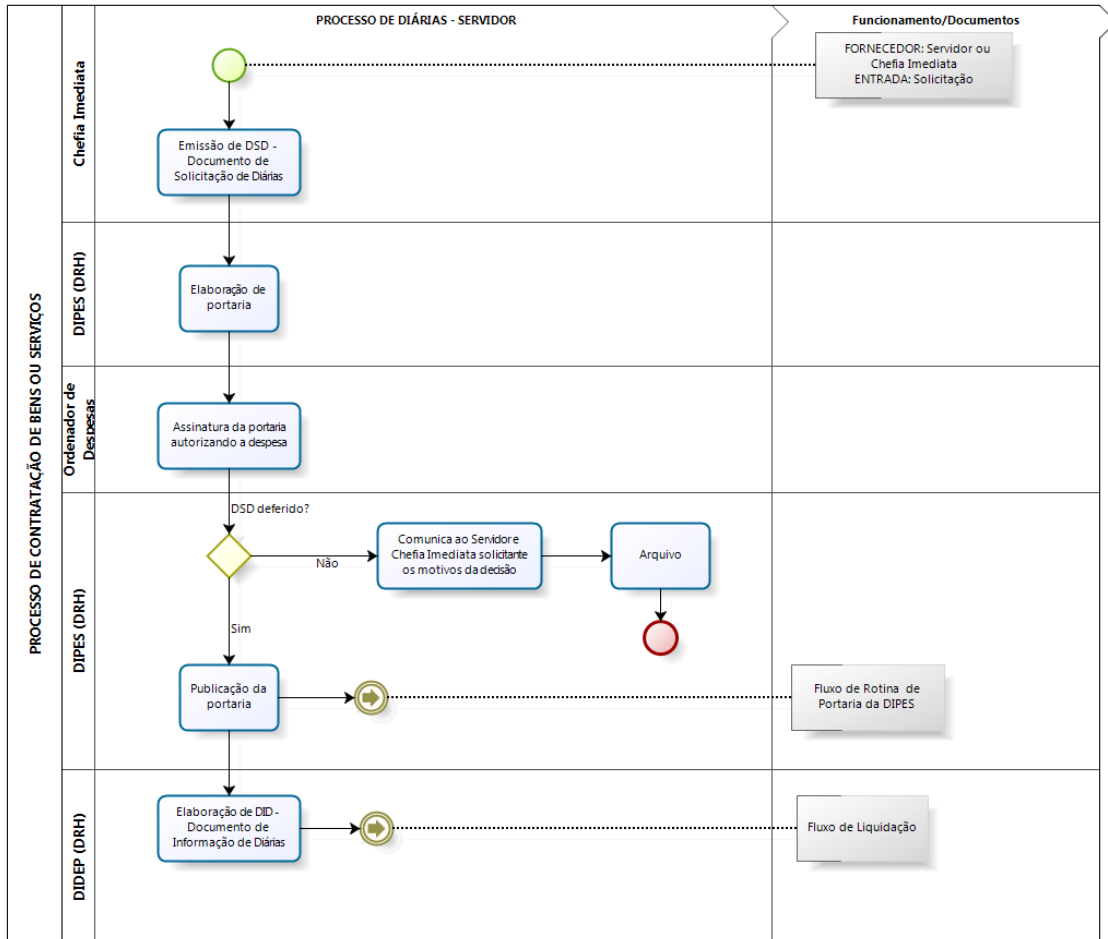 PROCESSO DE CONTRATAÇÃO DE BENS OU SERVIÇOS
PROCESSO DE DIÁRIAS - SERVIDOR
Funcionamento/Documentos
Chefia Imediata
FORNECEDOR: Servidor ou
Chefia Imediata
ENTRADA: Solicitação
Emissão de DSD -
Documento de
Solicitação de Diárias
DIPES (DRH)
Elaboração de
portaria
Ordenador de
Despesas
Assinatura da portaria
autorizando a despesa
DIPES (DRH)
DSD deferido?
Não
Comunica ao Servidor e
Chefia Imediata solicitante
os motivos da decisão
Arquivo
Sim
Publicação da
portaria
Fluxo de Rotina de
Portaria da DIPES
DIDEP (DRH)
Elaboração de DID -
Documento de
Informação de Diárias
Fluxo de Liquidação